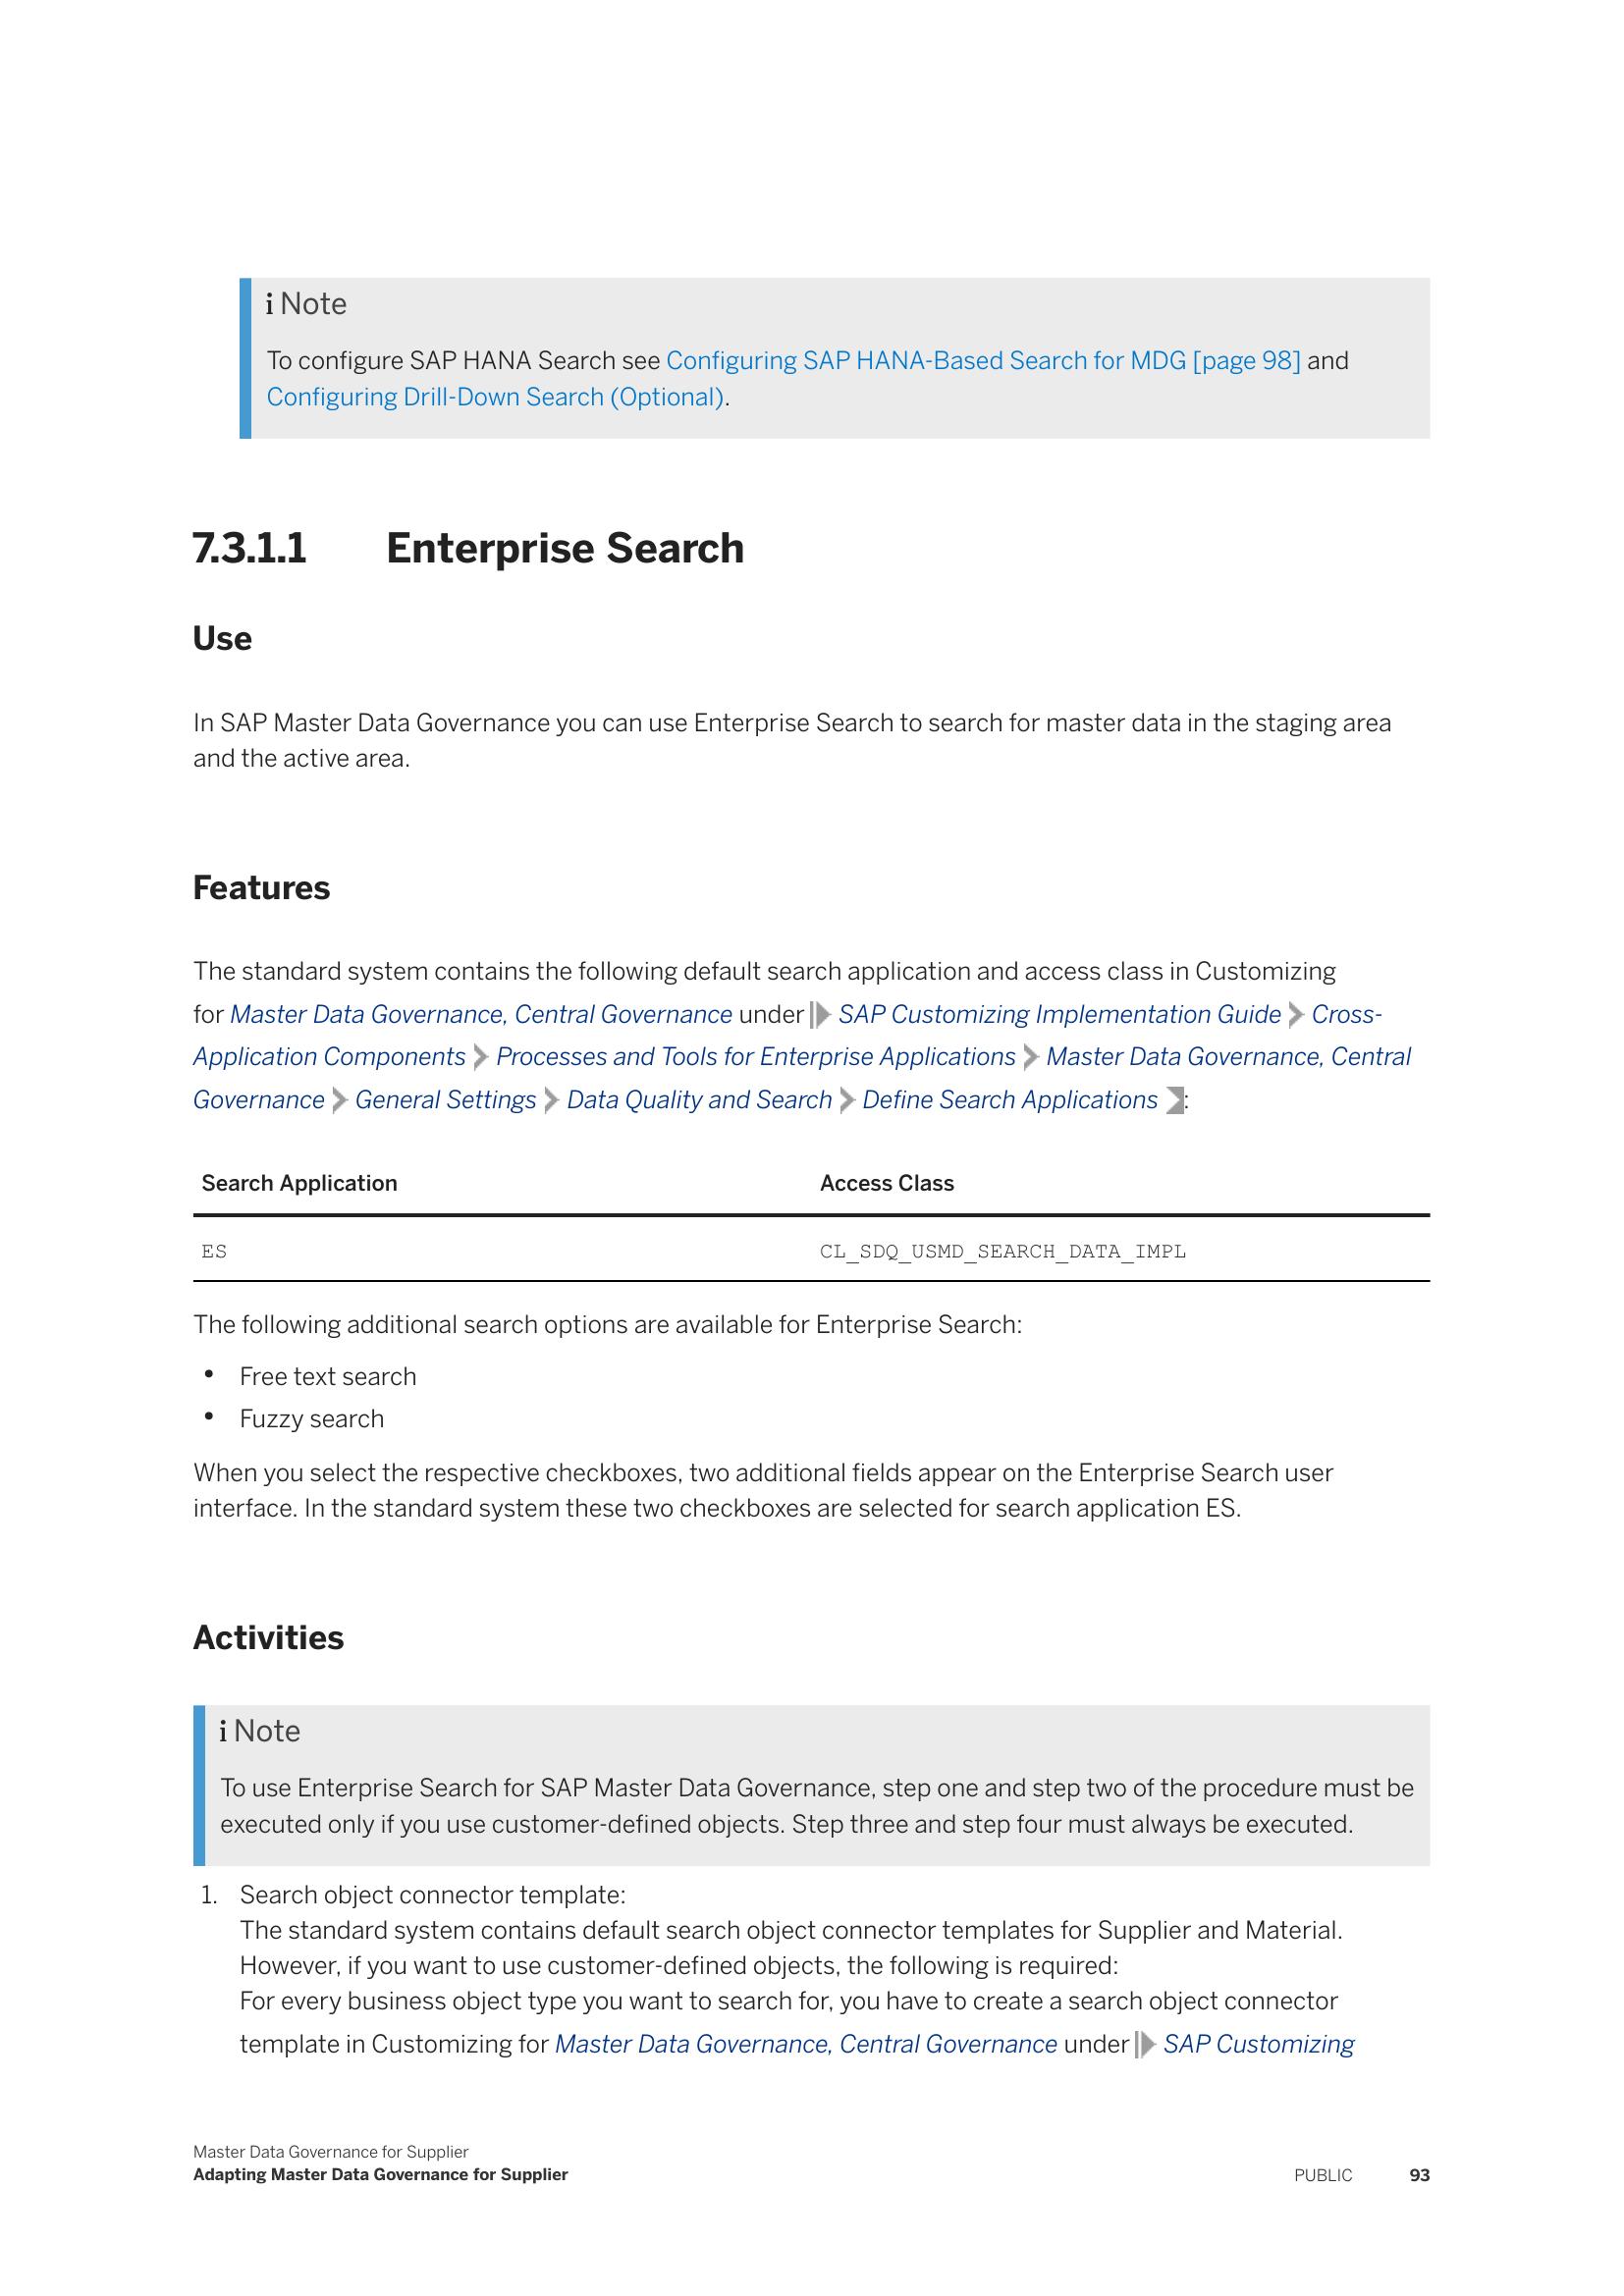 i Note
To configure SAP HANA Search see Configuring SAP HANA-Based Search for MDG [page 98] and
Configuring Drill-Down Search (Optional).
7.3.1.1 Enterprise Search
Use
In SAP Master Data Governance you can use Enterprise Search to search for master data in the staging area
and the active area.
Features
The standard system contains the following default search application and access class in Customizing
for Master Data Governance, Central Governance under SAP Customizing Implementation Guide Cross-
Application Components Processes and Tools for Enterprise Applications Master Data Governance, Central
Governance General Settings Data Quality and Search Define Search Applications :
Search Application Access Class
ES CL_SDQ_USMD_SEARCH_DATA_IMPL
The following additional search options are available for Enterprise Search:
• Free text search
• Fuzzy search
When you select the respective checkboxes, two additional fields appear on the Enterprise Search user
interface. In the standard system these two checkboxes are selected for search application ES.
Activities
i Note
To use Enterprise Search for SAP Master Data Governance, step one and step two of the procedure must be
executed only if you use customer-defined objects. Step three and step four must always be executed.
1. Search object connector template:
The standard system contains default search object connector templates for Supplier and Material.
However, if you want to use customer-defined objects, the following is required:
For every business object type you want to search for, you have to create a search object connector
template in Customizing for Master Data Governance, Central Governance under SAP Customizing
Master Data Governance for Supplier
Adapting Master Data Governance for Supplier PUBLIC 93